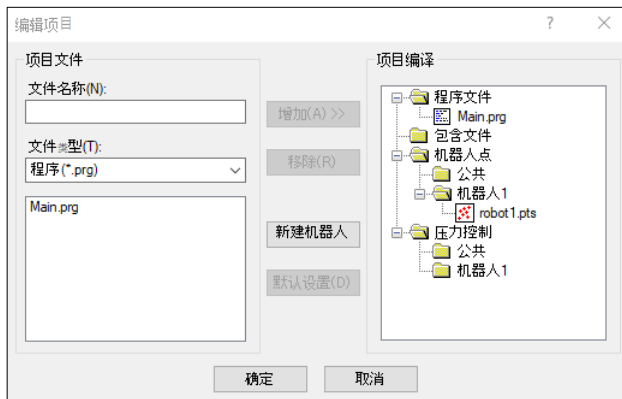 编辑项目
?
×
项目文件
文件名称(N):
增加(A) >>
文件类型(T):
程序 (*.prg)
移除(R)
Main.prg
新建机器人
默认设置(D)
项目编译
程序文件
Main.prg
包含文件
机器人点
公共
机器人1
robot1.pts
压力控制
公共
机器人1
确定
取消